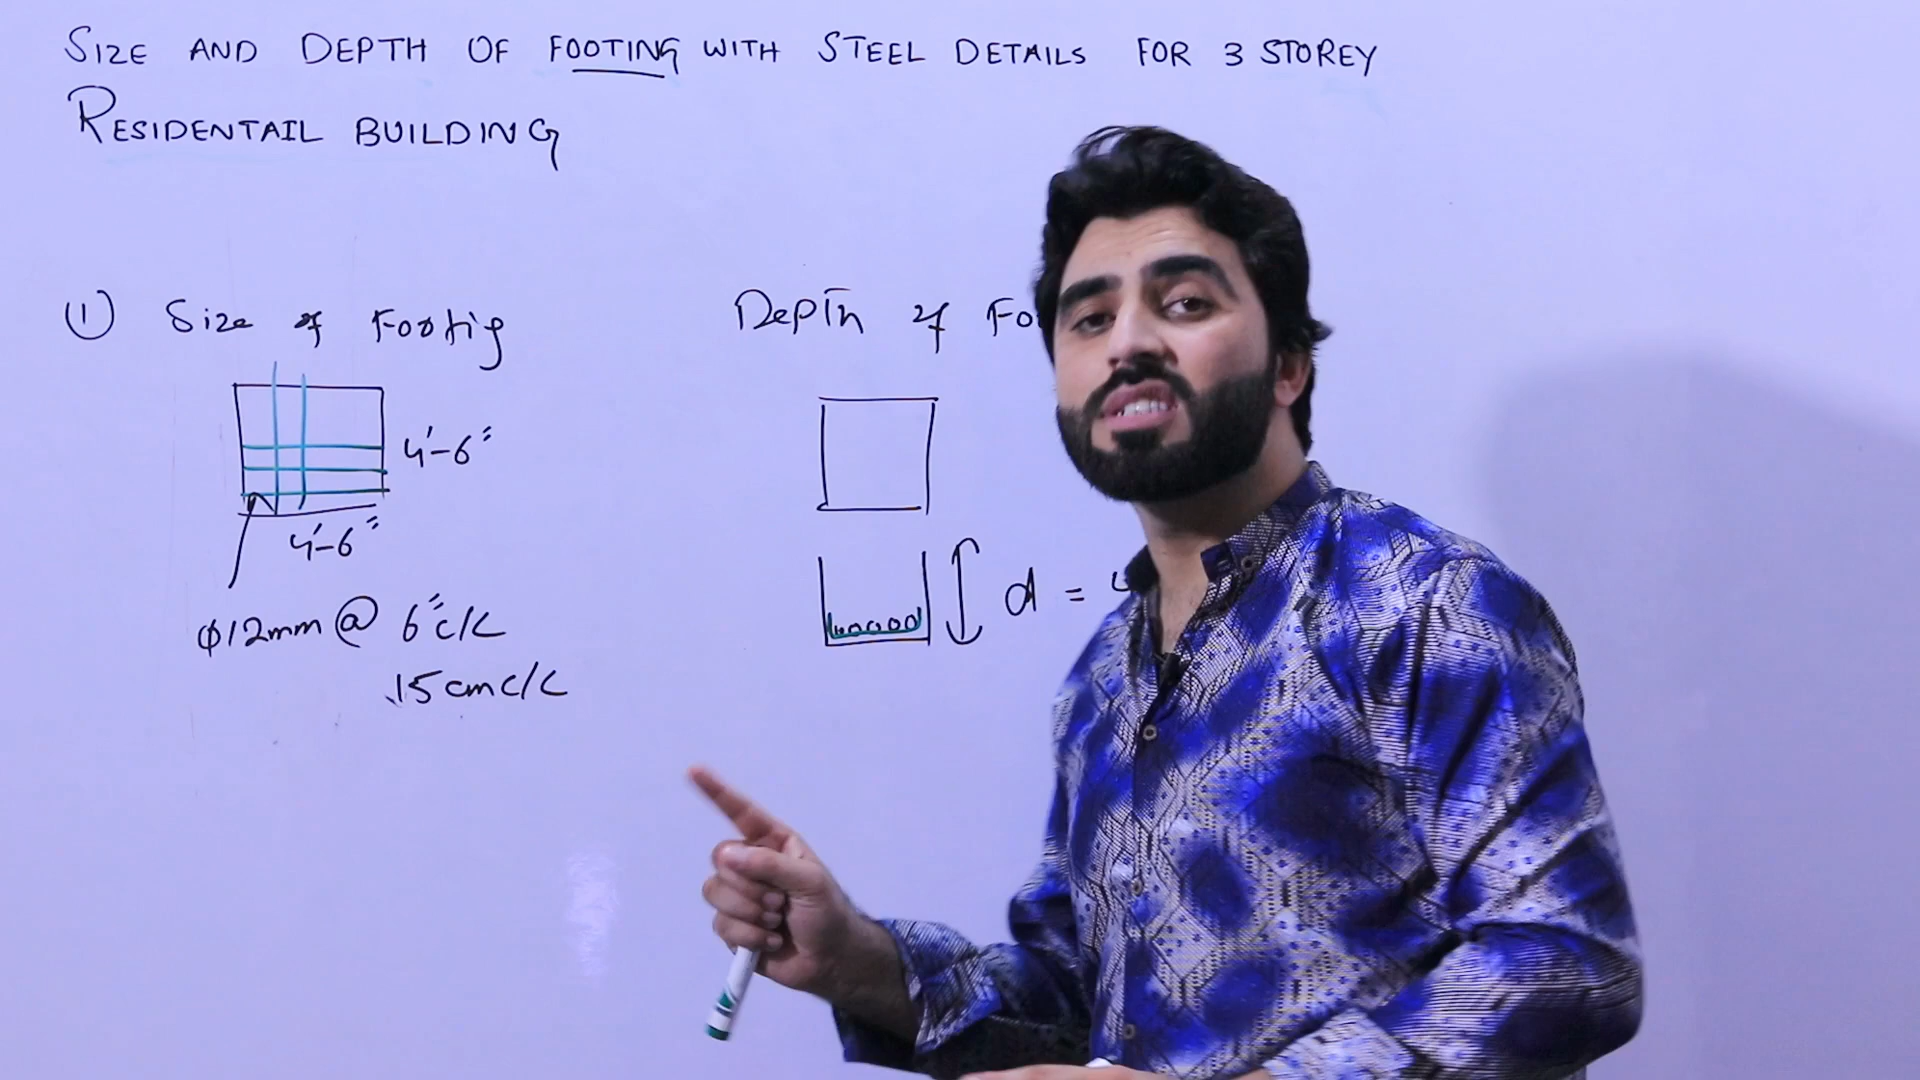 SIZE AND DEPTH OF FOOTING WITH STEEL DETAILS FOR 3 STOREY
RESIDENTAIL BUILDING
① Size of Footig
4'-6"
4'-6"
φ12mm @ 6" c/c
15cm c/c
Depth of Fo
d =